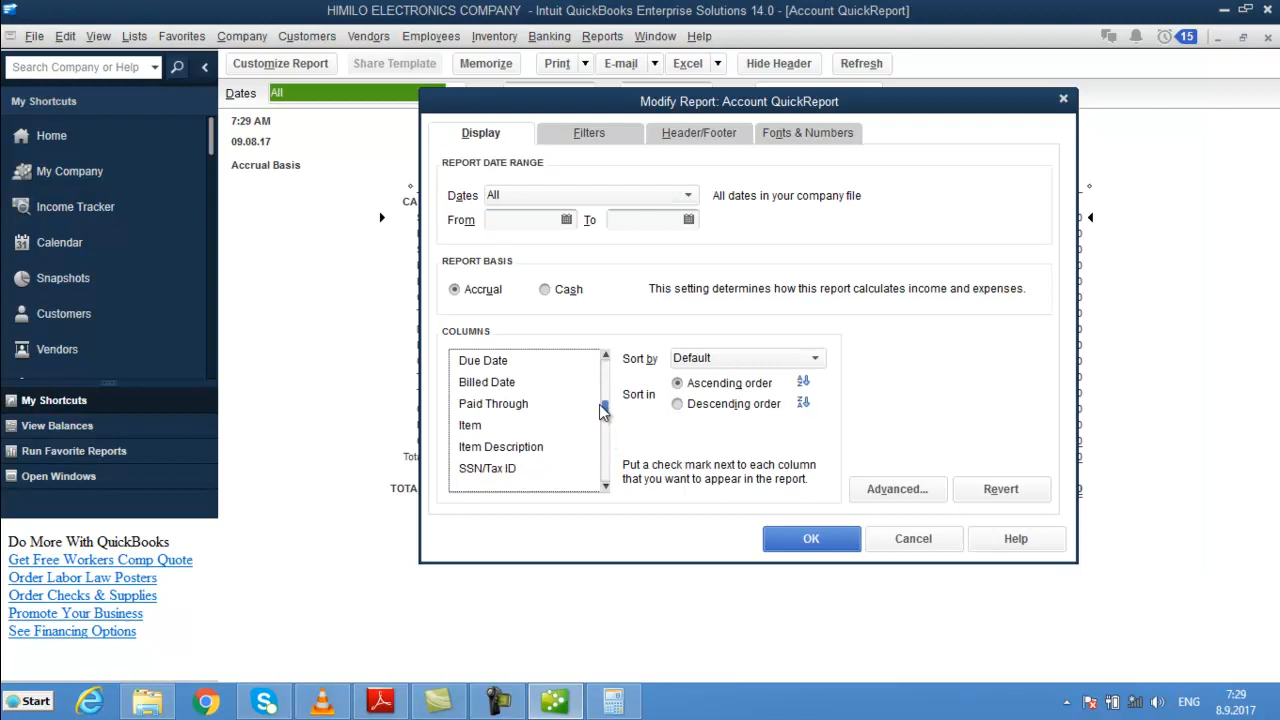 HIMILO ELECTRONICS COMPANY - Intuit QuickBooks Enterprise Solutions 14.0 - [Account QuickReport]
File Edit View Lists Favorites Company Customers Vendors Employees Inventory Banking Reports Window Help 15
Search Company or Help
Customize Report Share Template Memorize Print E-mail Excel Hide Header Refresh
Dates All
My Shortcuts
Home
My Company
Income Tracker
Calendar
Snapshots
Customers
Vendors
My Shortcuts
View Balances
Run Favorite Reports
Open Windows
Do More With QuickBooks
Get Free Workers Comp Quote
Order Labor Law Posters
Order Checks & Supplies
Promote Your Business
See Financing Options
7:29 AM
09.08.17
Accrual Basis
CA
Tota
TOTA
Modify Report: Account QuickReport
Display Filters Header/Footer Fonts & Numbers
REPORT DATE RANGE
Dates All All dates in your company file
From To
REPORT BASIS
Accrual Cash This setting determines how this report calculates income and expenses.
COLUMNS
Due Date
Billed Date
Paid Through
Item
Item Description
SSN/Tax ID
Sort by Default
Sort in Ascending order
Descending order
Put a check mark next to each column
that you want to appear in the report.
Advanced... Revert
OK Cancel Help
Start
ENG
7:29
8.9.2017